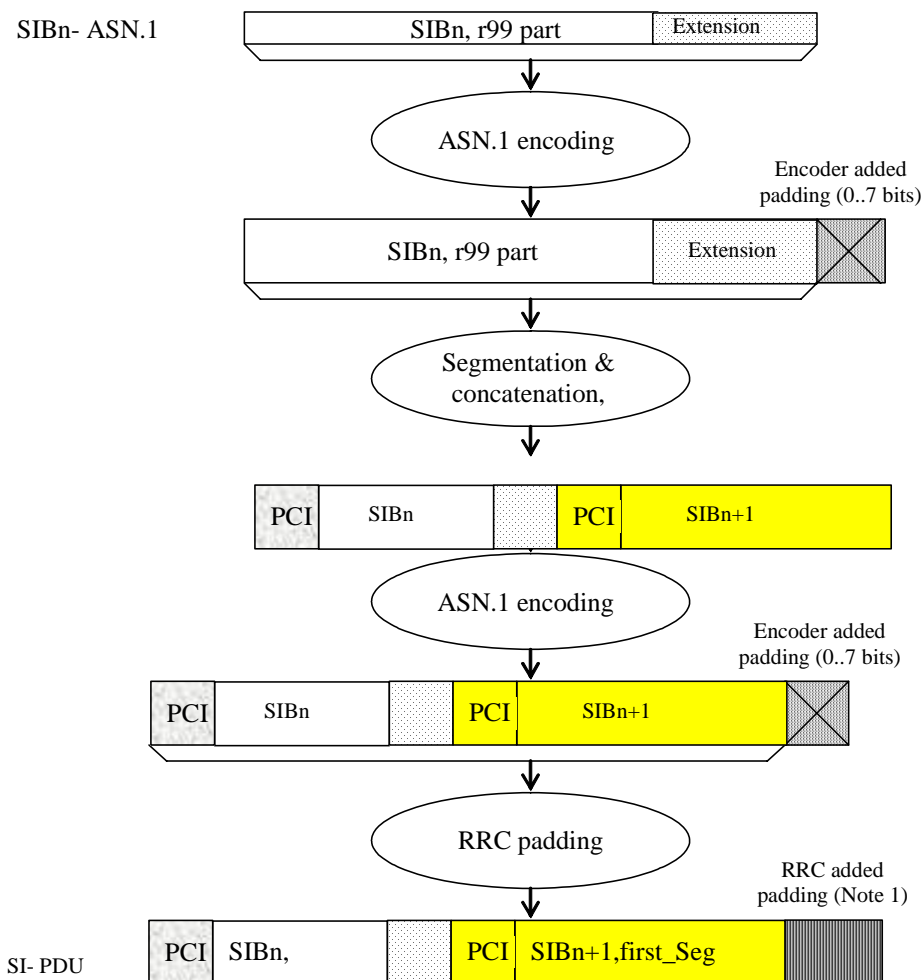 SIBn- ASN.1
SIBn, r99 part
Extension
ASN.1 encoding
Encoder added
padding (0..7 bits)
SIBn, r99 part
Extension
Segmentation &
concatenation,
PCI
SIBn
PCI
SIBn+1
ASN.1 encoding
Encoder added
padding (0..7 bits)
PCI
SIBn
PCI
SIBn+1
RRC padding
RRC added
padding (Note 1)
SI- PDU
PCI
SIBn,
PCI
SIBn+1,first_Seg